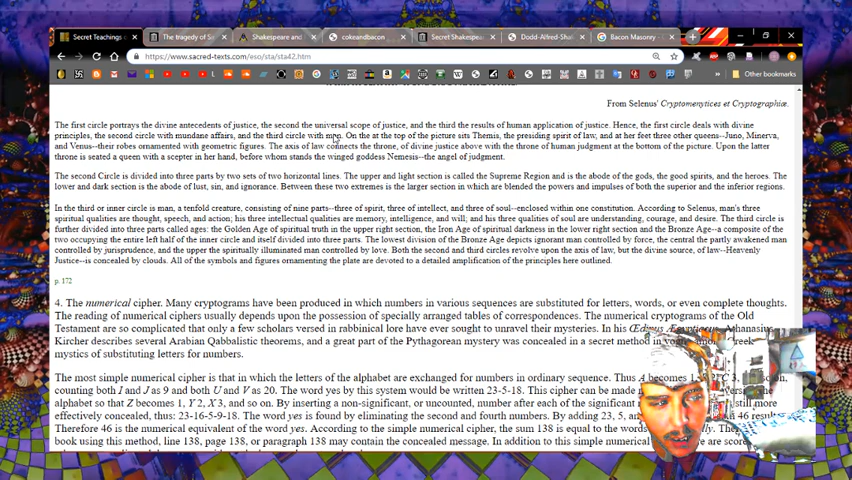 Secret Teachings
The tragedy of S
Shakespeare and
cokeandbacon
Secret Shakespea
Dodd-Alfred-Sha
Bacon Masonry -
https://www.sacred-texts.com/eso/sta/sta42.htm
Other bookmarks
From Selenus' Cryptomenytices et Cryptographiæ.
The first circle portrays the divine antecedents of justice, the second the universal scope of justice, and the third the results of human application of justice. Hence, the first circle deals with divine
principles, the second circle with mundane affairs, and the third circle with man. On the at the top of the picture sits Themis, the presiding spirit of law, and at her feet three other queens--Juno, Minerva,
and Venus--their robes ornamented with geometric figures. The axis of law connects the throne, of divine justice above with the throne of human judgment at the bottom of the picture. Upon the latter
throne is seated a queen with a scepter in her hand, before whom stands the winged goddess Nemesis--the angel of judgment.
The second Circle is divided into three parts by two sets of two horizontal lines. The upper and light section is called the Supreme Region and is the abode of the gods, the good spirits, and the heroes. The
lower and dark section is the abode of lust, sin, and ignorance. Between these two extremes is the larger section in which are blended the powers and impulses of both the superior and the inferior regions.
In the third or inner circle is man, a tenfold creature, consisting of nine parts--three of spirit, three of intellect, and three of soul--enclosed within one constitution. According to Selenus, man's three
spiritual qualities are thought, speech, and action; his three intellectual qualities are memory, intelligence, and will; and his three qualities of soul are understanding, courage, and desire. The third circle is
further divided into three parts called ages: the Golden Age of spiritual truth in the upper right section, the Iron Age of spiritual darkness in the lower right section and the Bronze Age--a composite of the
two occupying the entire left half of the inner circle and itself divided into three parts. The lowest division of the Bronze Age depicts ignorant man controlled by force, the central the partly awakened man
controlled by jurisprudence, and the upper the spiritually illuminated man controlled by love. Both the second and third circles revolve upon the axis of law, but the divine source, of law--Heavenly
Justice--is concealed by clouds. All of the symbols and figures ornamenting the plate are devoted to a detailed amplification of the principles here outlined.
p. 172
4. The numerical cipher. Many cryptograms have been produced in which numbers in various sequences are substituted for letters, words, or even complete thoughts.
The reading of numerical ciphers usually depends upon the possession of specially arranged tables of correspondences. The numerical cryptograms of the Old
Testament are so complicated that only a few scholars versed in rabbinical lore have ever sought to unravel their mysteries. In his Œdipus Ægyptiacus, Athanasius
Kircher describes several Arabian Qabbalistic theorems, and a great part of the Pythagorean mystery was concealed in a secret method in vogue among Greek
mystics of substituting letters for numbers.
The most simple numerical cipher is that in which the letters of the alphabet are exchanged for numbers in ordinary sequence. Thus A becomes 1, B 2, C 3,
counting both I and J as 9 and both U and V as 20. The word yes by this system would be written 23-5-18. This cipher can be made
alphabet so that Z becomes 1, Y 2, X 3, and so on. By inserting a non-significant, or uncounted, number after each of the significant still more
effectively concealed, thus: 23-16-5-9-18. The word yes is found by eliminating the second and fourth numbers. By adding 23, 5, 46
Therefore 46 is the numerical equivalent of the word yes. According to the simple numerical cipher, the sum 138 is equal to the words
book using this method, line 138, page 138, or paragraph 138 may contain the concealed message. In addition to this simple numerical are